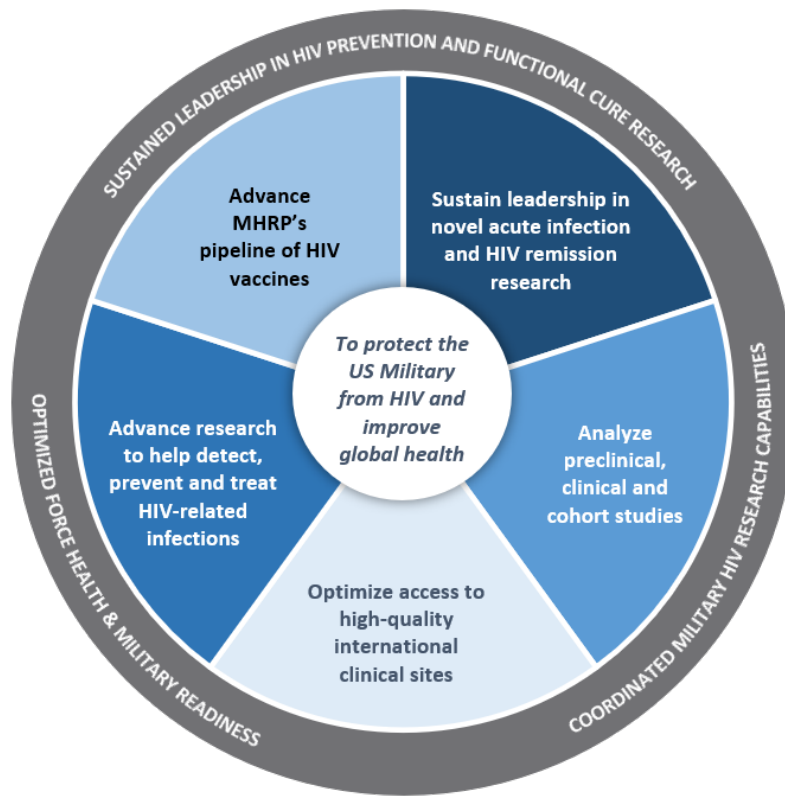 SUSTAINED LEADERSHIP IN HIV PREVENTION AND FUNCTIONAL CURE RESEARCH
Advance
MHRP's
pipeline of HIV
vaccines
Sustain leadership in
novel acute infection
and HIV remission
research
To protect the
US Military
from HIV and
improve
global health
Advance research
to help detect,
prevent and treat
HIV-related
infections
Analyze
preclinical,
clinical and
cohort studies
Optimize access to
high-quality
international
clinical sites
OPTIMIZED FORCE HEALTH & MILITARY READINESS
COORDINATED MILITARY HIV RESEARCH CAPABILITIES